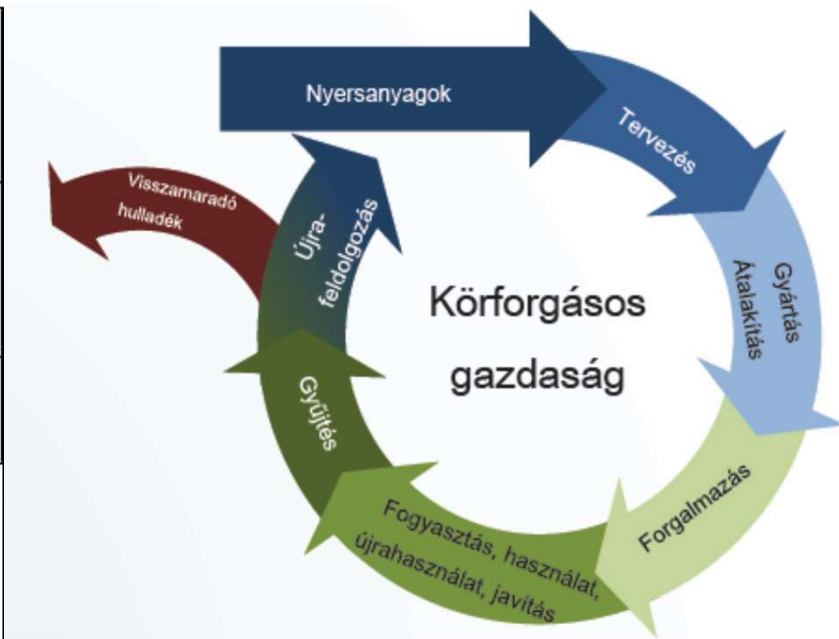 Nyersanyagok
Tervezés
Gyártás
Átalakítás
Forgalmazás
Fogyasztás, használat,
újrahasználat, javítás
Gyűjtés
Újra-
feldolgozás
Visszamaradó
hulladék
Körforgásos
gazdaság